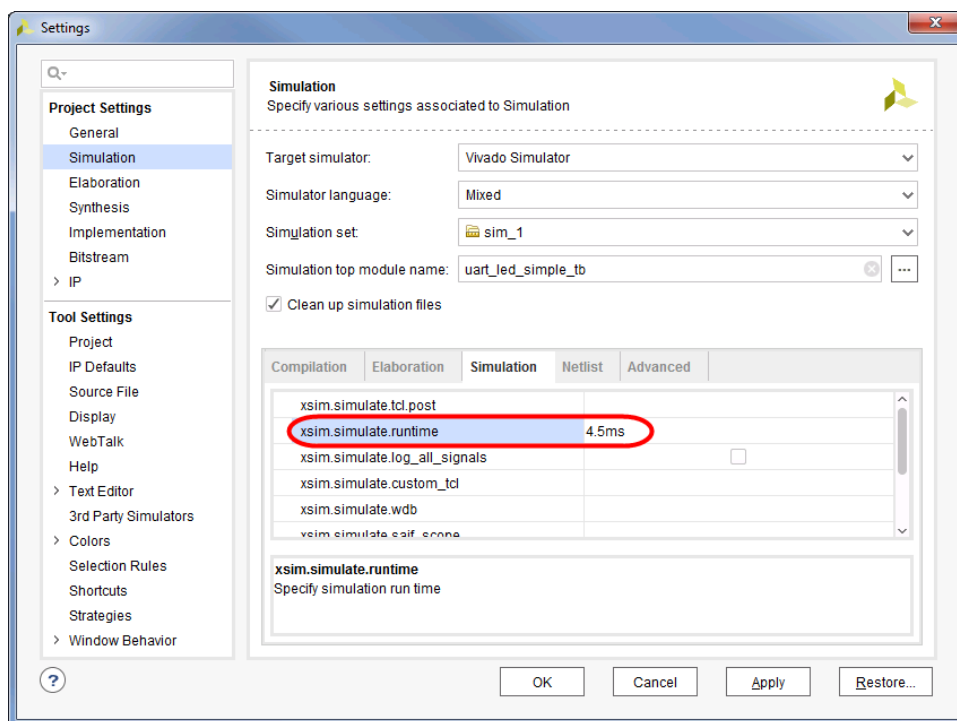 Settings
Project Settings
General
Simulation
Elaboration
Synthesis
Implementation
Bitstream
> IP
Tool Settings
Project
IP Defaults
Source File
Display
WebTalk
Help
> Text Editor
3rd Party Simulators
> Colors
Selection Rules
Shortcuts
Strategies
> Window Behavior
Simulation
Specify various settings associated to Simulation
Target simulator: Vivado Simulator
Simulator language: Mixed
Simulation set: sim_1
Simulation top module name: uart_led_simple_tb ...
Clean up simulation files
Compilation Elaboration Simulation Netlist Advanced
xsim.simulate.tcl.post
xsim.simulate.runtime 4.5ms
xsim.simulate.log_all_signals
xsim.simulate.custom_tcl
xsim.simulate.wdb
xsim.simulate.saif_scope
xsim.simulate.runtime
Specify simulation run time
? OK Cancel Apply Restore...